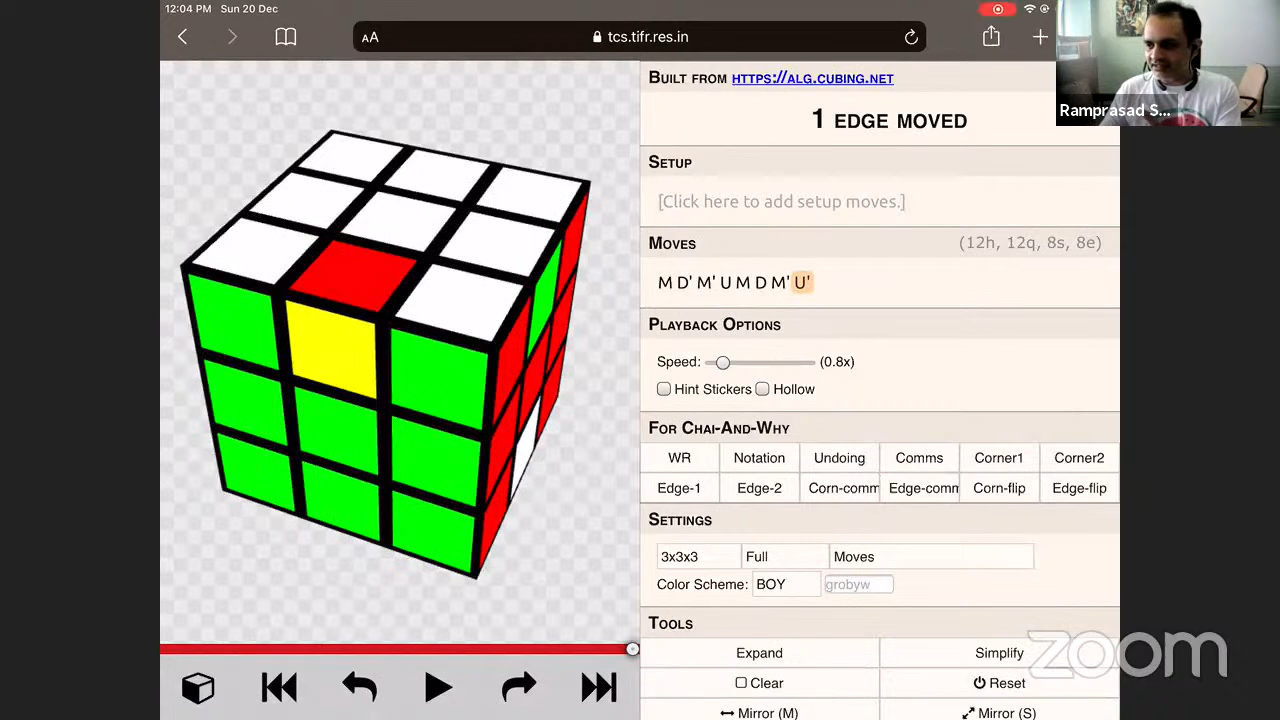 12:04 PM Sun 20 Dec
AA
tcs.tifr.res.in
Ramprasad S...
BUILT FROM HTTPS://ALG.CUBING.NET
1 EDGE MOVED
SETUP
[Click here to add setup moves.]
MOVES (12h, 12q, 8s, 8e)
M D' M' U M D M' U'
PLAYBACK OPTIONS
Speed: (0.8x)
Hint Stickers Hollow
FOR CHAI-AND-WHY
WR Notation Undoing Comms Corner1 Corner2
Edge-1 Edge-2 Corn-comm Edge-comm Corn-flip Edge-flip
SETTINGS
3x3x3 Full Moves
Color Scheme: BOY grobyw
TOOLS
Expand Simplify
Clear Reset
Mirror (M) Mirror (S)
zoom